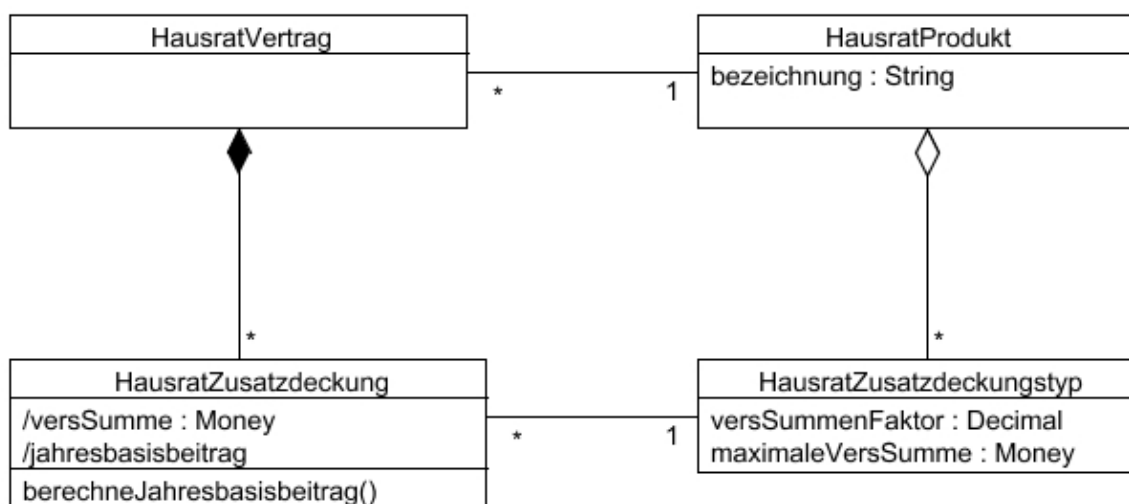 HausratVertrag
HausratProdukt
bezeichnung : String
*
1
*
*
HausratZusatzdeckung
/versSumme : Money
/jahresbasisbeitrag
berechneJahresbasisbeitrag()
*
1
HausratZusatzdeckungstyp
versSummenFaktor : Decimal
maximaleVersSumme : Money